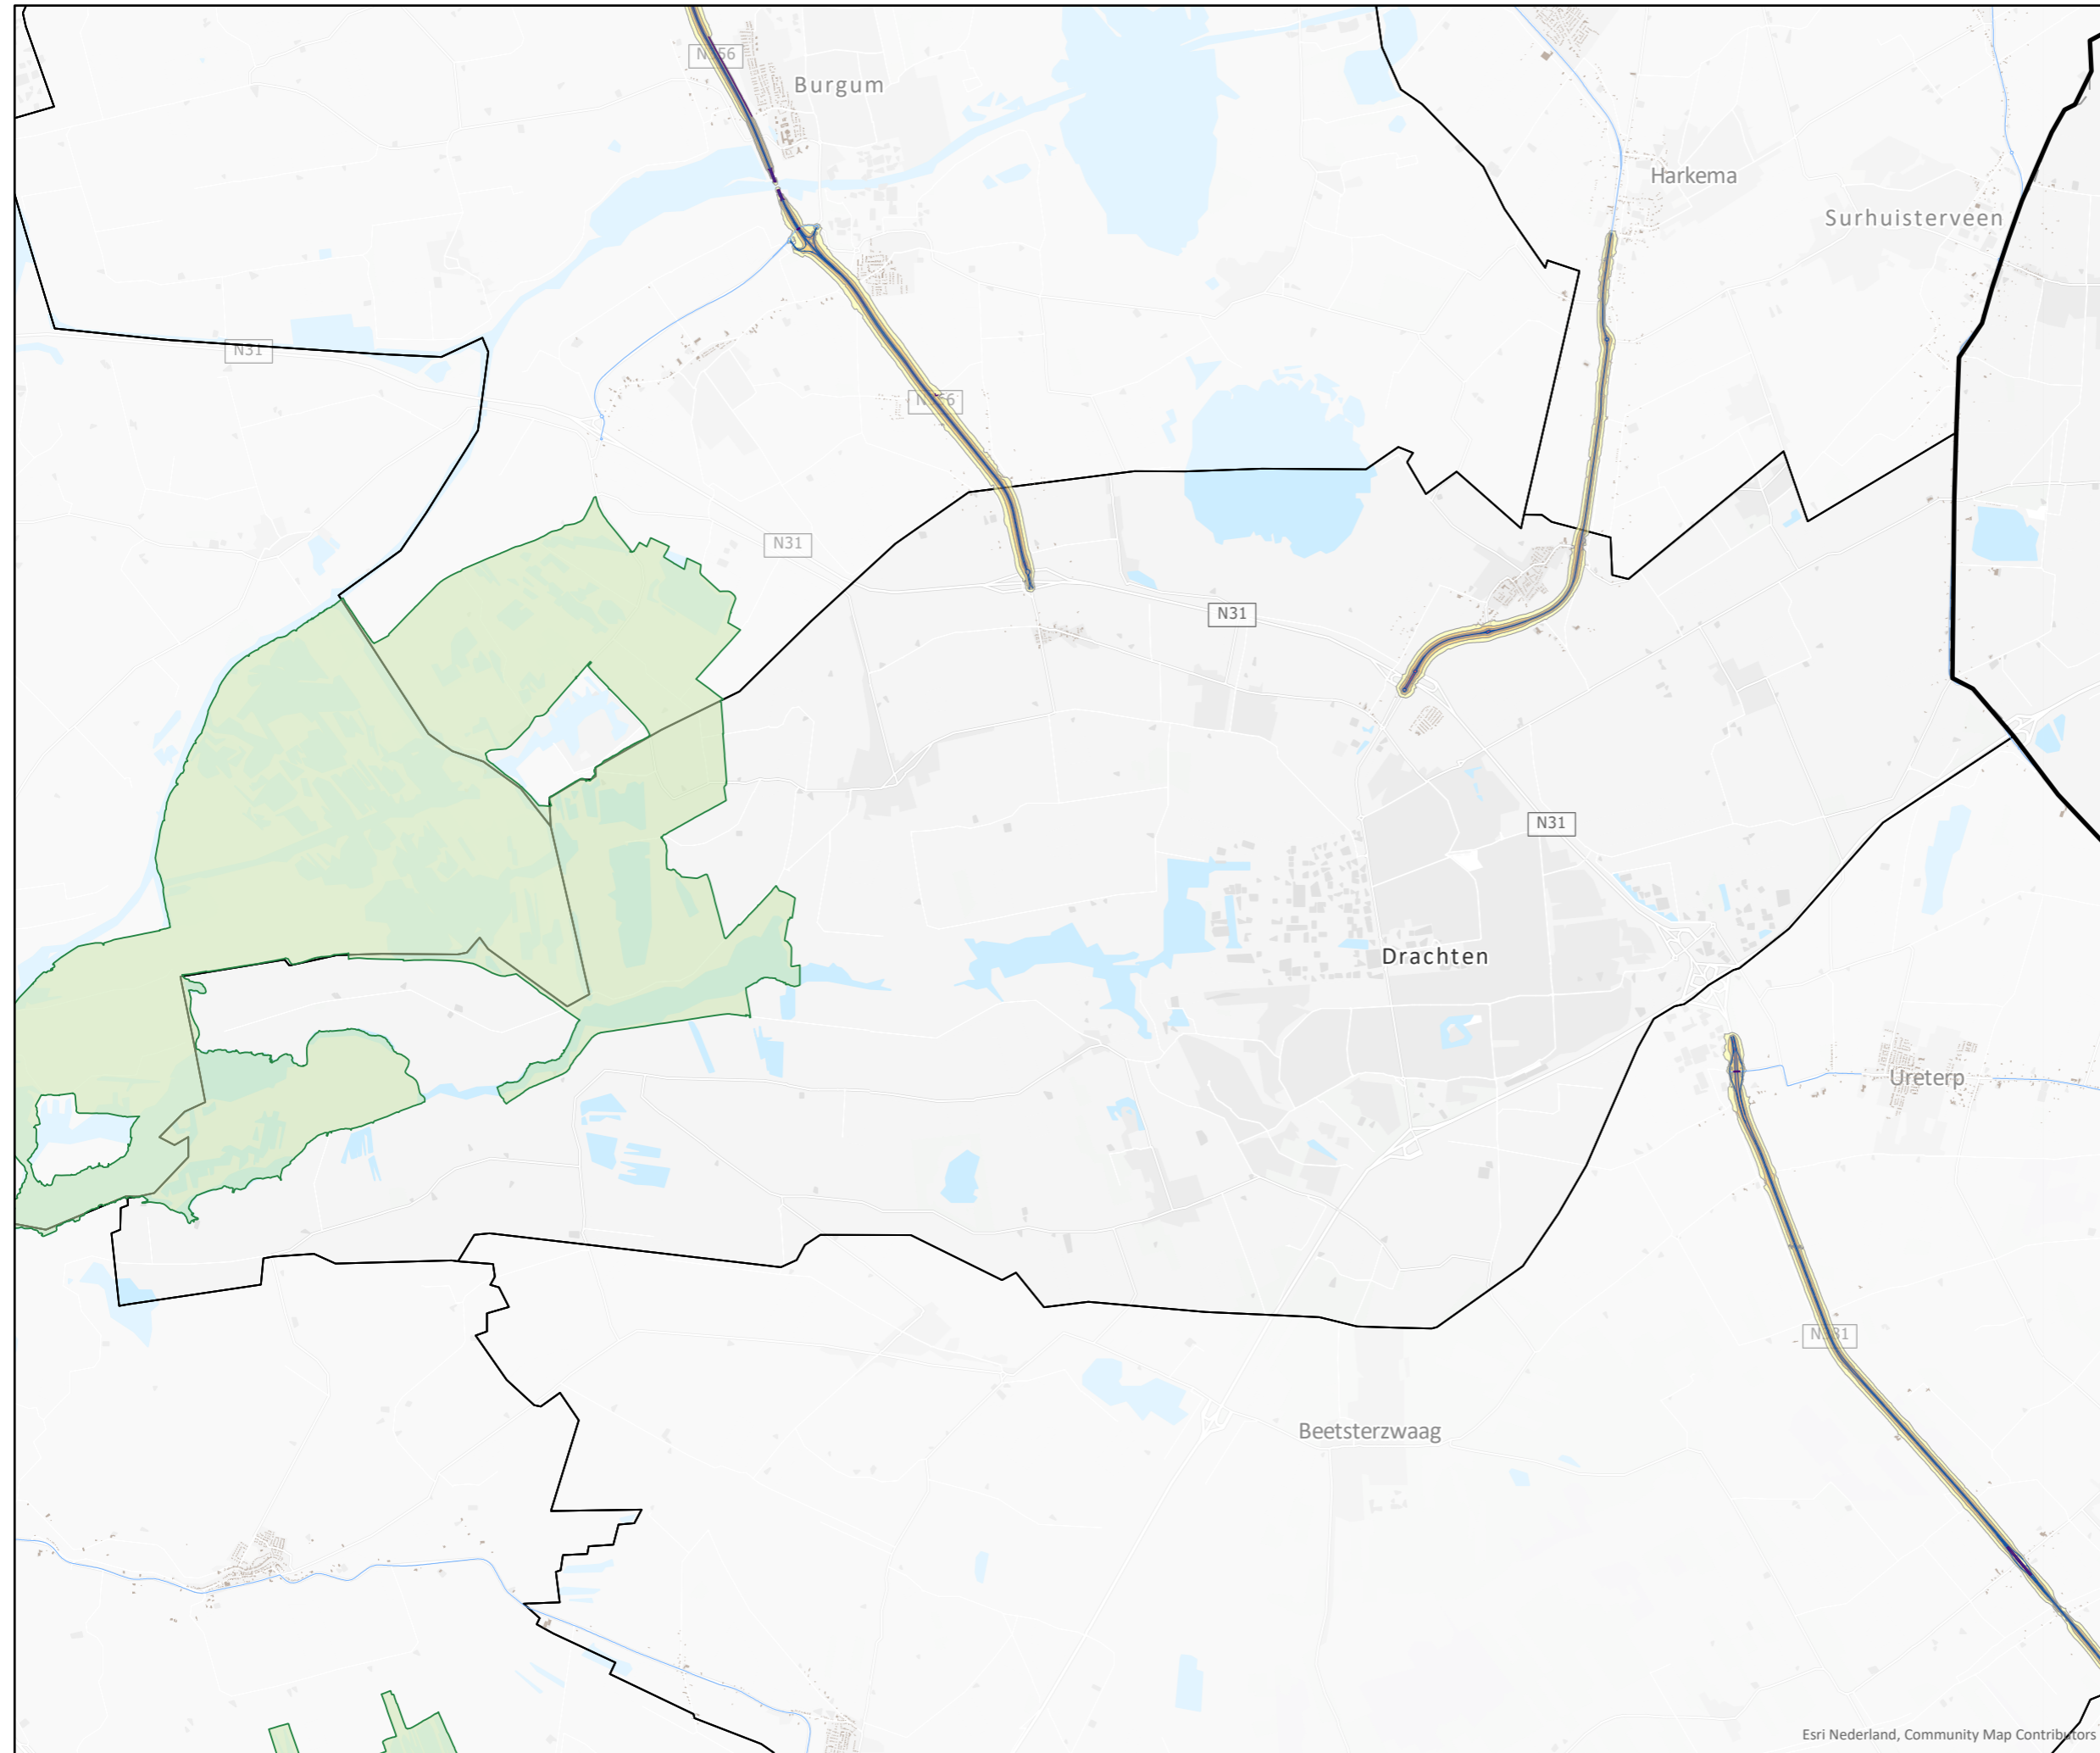 Burgum
Harkema
Surhuisterveen
N31
N31
N31
N31
Drachten
Ureterp
Beetsterzwaag
Esri Nederland, Community Map Contributors